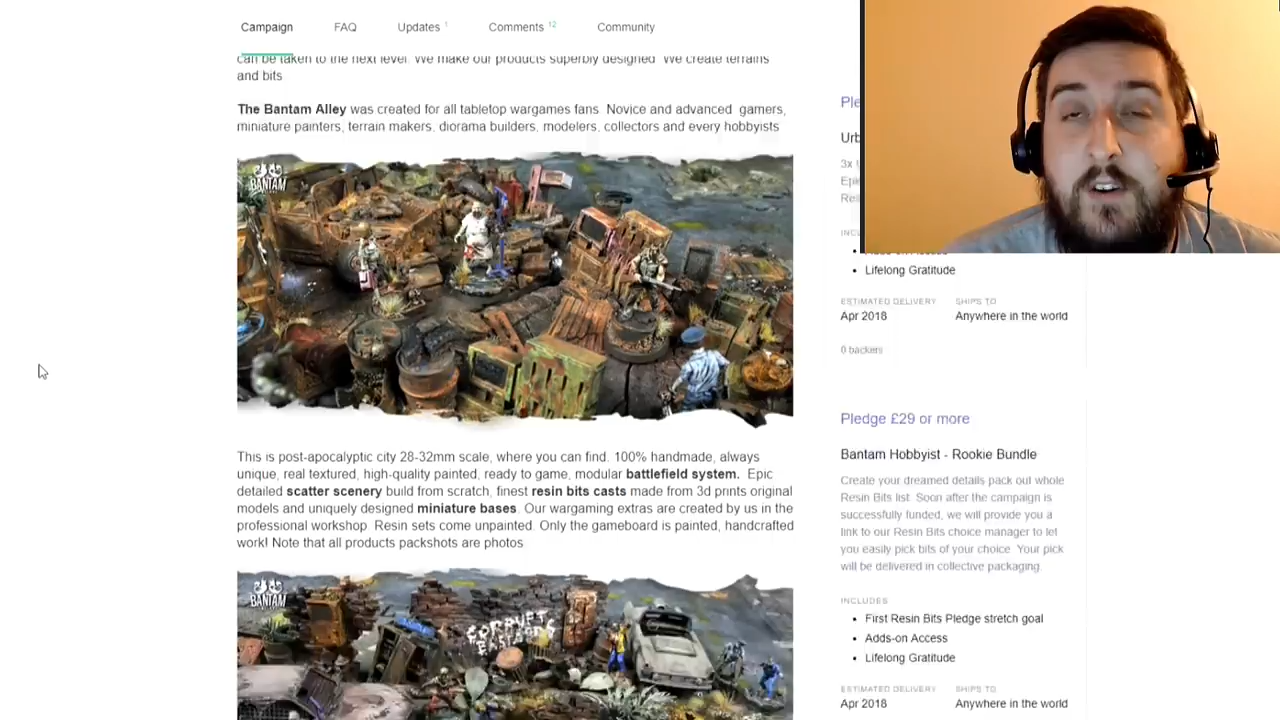 Campaign FAQ Updates 1 Comments 12 Community
can be taken to the next level. We make our products superbly designed We create terrains
and bits
The Bantam Alley was created for all tabletop wargames fans Novice and advanced gamers,
miniature painters, terrain makers, diorama builders, modelers, collectors and every hobbyists
BANTAM
This is post-apocalyptic city 28-32mm scale, where you can find. 100% handmade, always
unique, real textured, high-quality painted, ready to game, modular battlefield system. Epic
detailed scatter scenery build from scratch, finest resin bits casts made from 3d prints original
models and uniquely designed miniature bases. Our wargaming extras are created by us in the
professional workshop Resin sets come unpainted. Only the gameboard is painted, handcrafted
work! Note that all products packshots are photos
BANTAM
CORRUPT
Lifelong Gratitude
ESTIMATED DELIVERY SHIPS TO
Apr 2018 Anywhere in the world
0 backers
Pledge £29 or more
Bantam Hobbyist - Rookie Bundle
Create your dreamed details pack out whole
Resin Bits list Soon after the campaign is
successfully funded, we will provide you a
link to our Resin Bits choice manager to let
you easily pick bits of your choice Your pick
will be delivered in collective packaging.
INCLUDES
First Resin Bits Pledge stretch goal
Adds-on Access
Lifelong Gratitude
ESTIMATED DELIVERY SHIPS TO
Apr 2018 Anywhere in the world